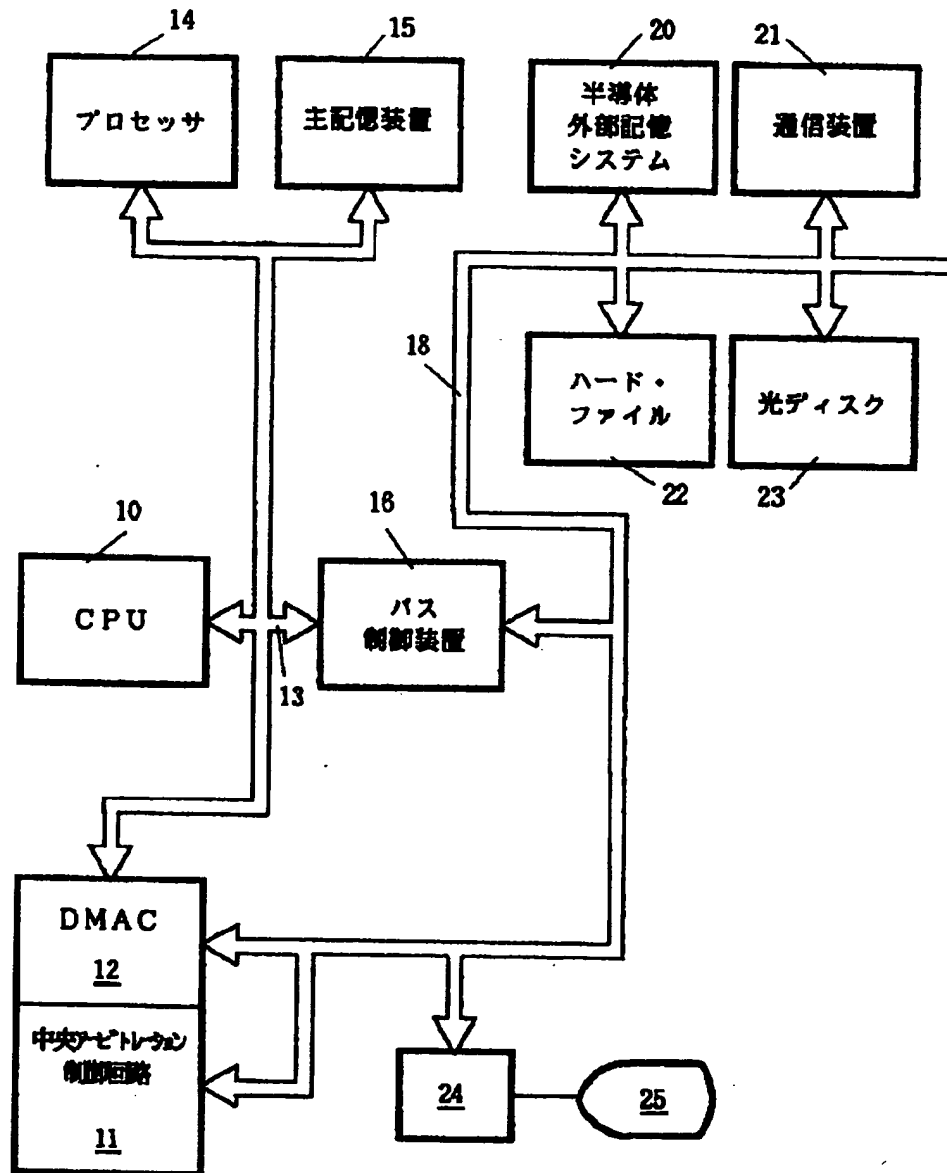 14
15
20
21
プロセッサ
主記憶装置
半導体
外部記憶
システム
通信装置
18
ハード・
ファイル
光ディスク
22
23
10
16
CPU
バス
制御装置
13
DMAC
12
中央アービトレーション
制御回路
11
24
25